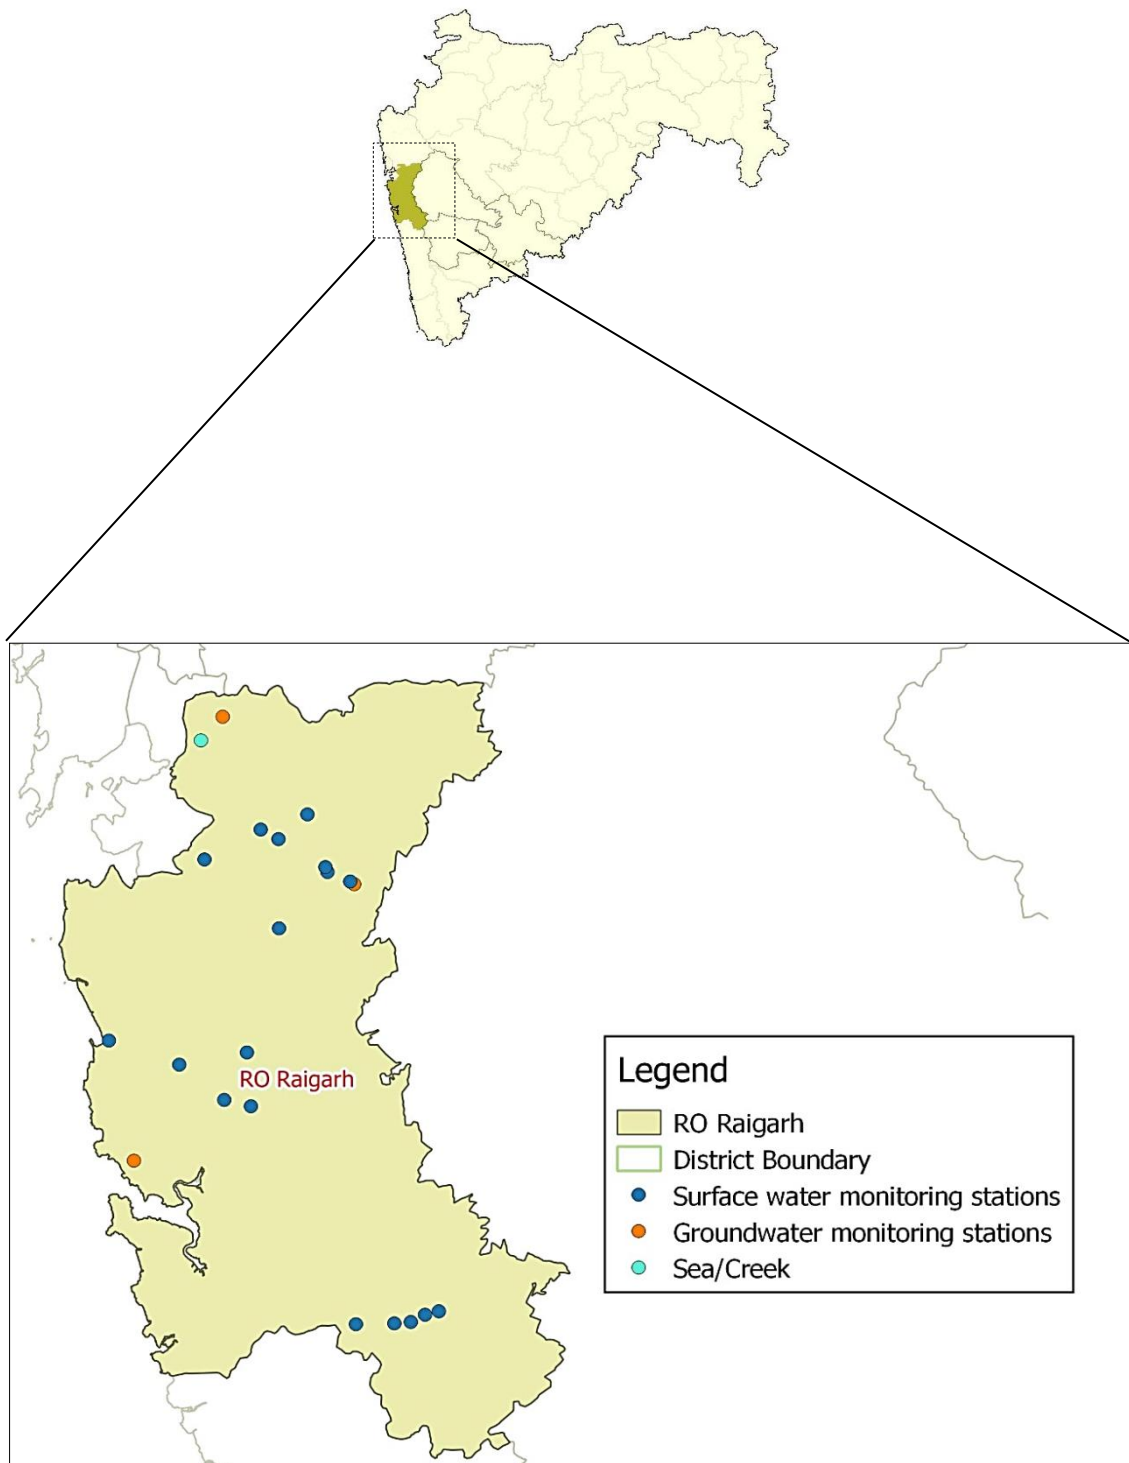 RO Raigarh
Legend
RO Raigarh
District Boundary
Surface water monitoring stations
Groundwater monitoring stations
Sea/Creek